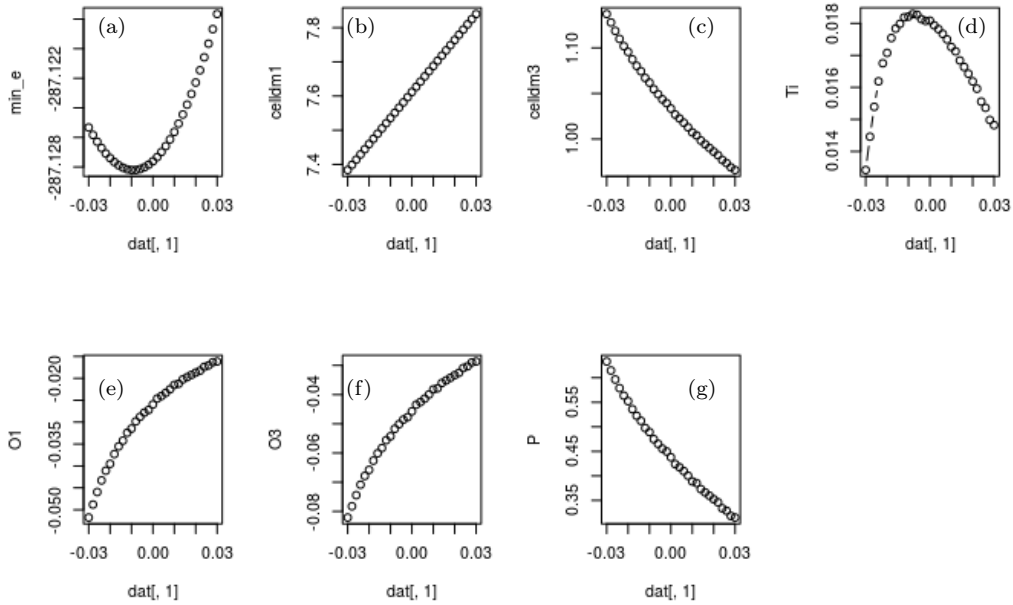 (a)
min_e
-287.122
-287.128
-0.03 0.00 0.03
dat[, 1]
(b)
celldm1
7.8
7.6
7.4
-0.03 0.00 0.03
dat[, 1]
(c)
celldm3
1.10
1.00
-0.03 0.00 0.03
dat[, 1]
(d)
Ti
0.018
0.016
0.014
-0.03 0.00 0.03
dat[, 1]
(e)
O1
-0.020
-0.035
-0.050
-0.03 0.00 0.03
dat[, 1]
(f)
O3
-0.04
-0.06
-0.08
-0.03 0.00 0.03
dat[, 1]
(g)
P
0.55
0.45
0.35
-0.03 0.00 0.03
dat[, 1]